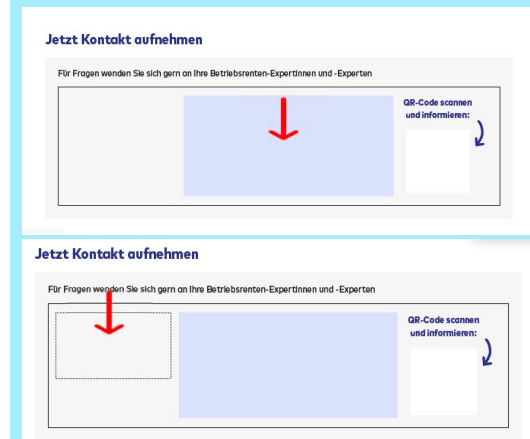 Jetzt Kontakt aufnehmen
Für Fragen wenden Sie sich gern an Ihre Betriebsrenten-Expertinnen und -Experten
QR-Code scannen
und informieren:
Jetzt Kontakt aufnehmen
Für Fragen wenden Sie sich gern an Ihre Betriebsrenten-Expertinnen und -Experten
QR-Code scannen
und informieren: